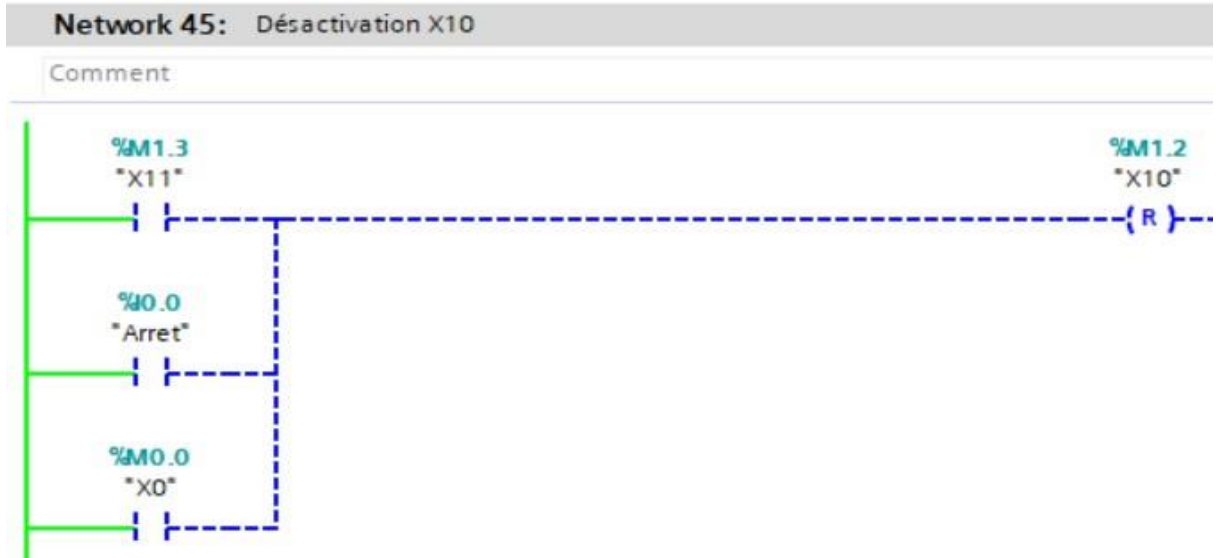 Network 45: Désactivation X10
Comment
%M1.3
"X11"
%M1.2
"X10"
( R )
%I0.0
"Arret"
%M0.0
"X0"